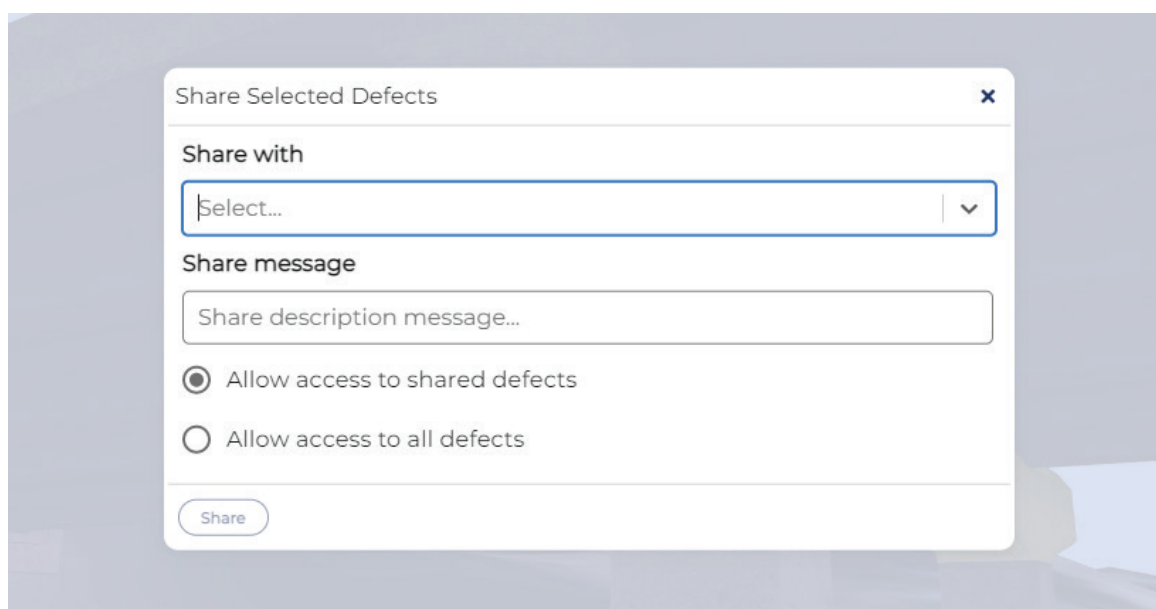 Share Selected Defects
Share with
Select...
Share message
Share description message...
Allow access to shared defects
Allow access to all defects
Share